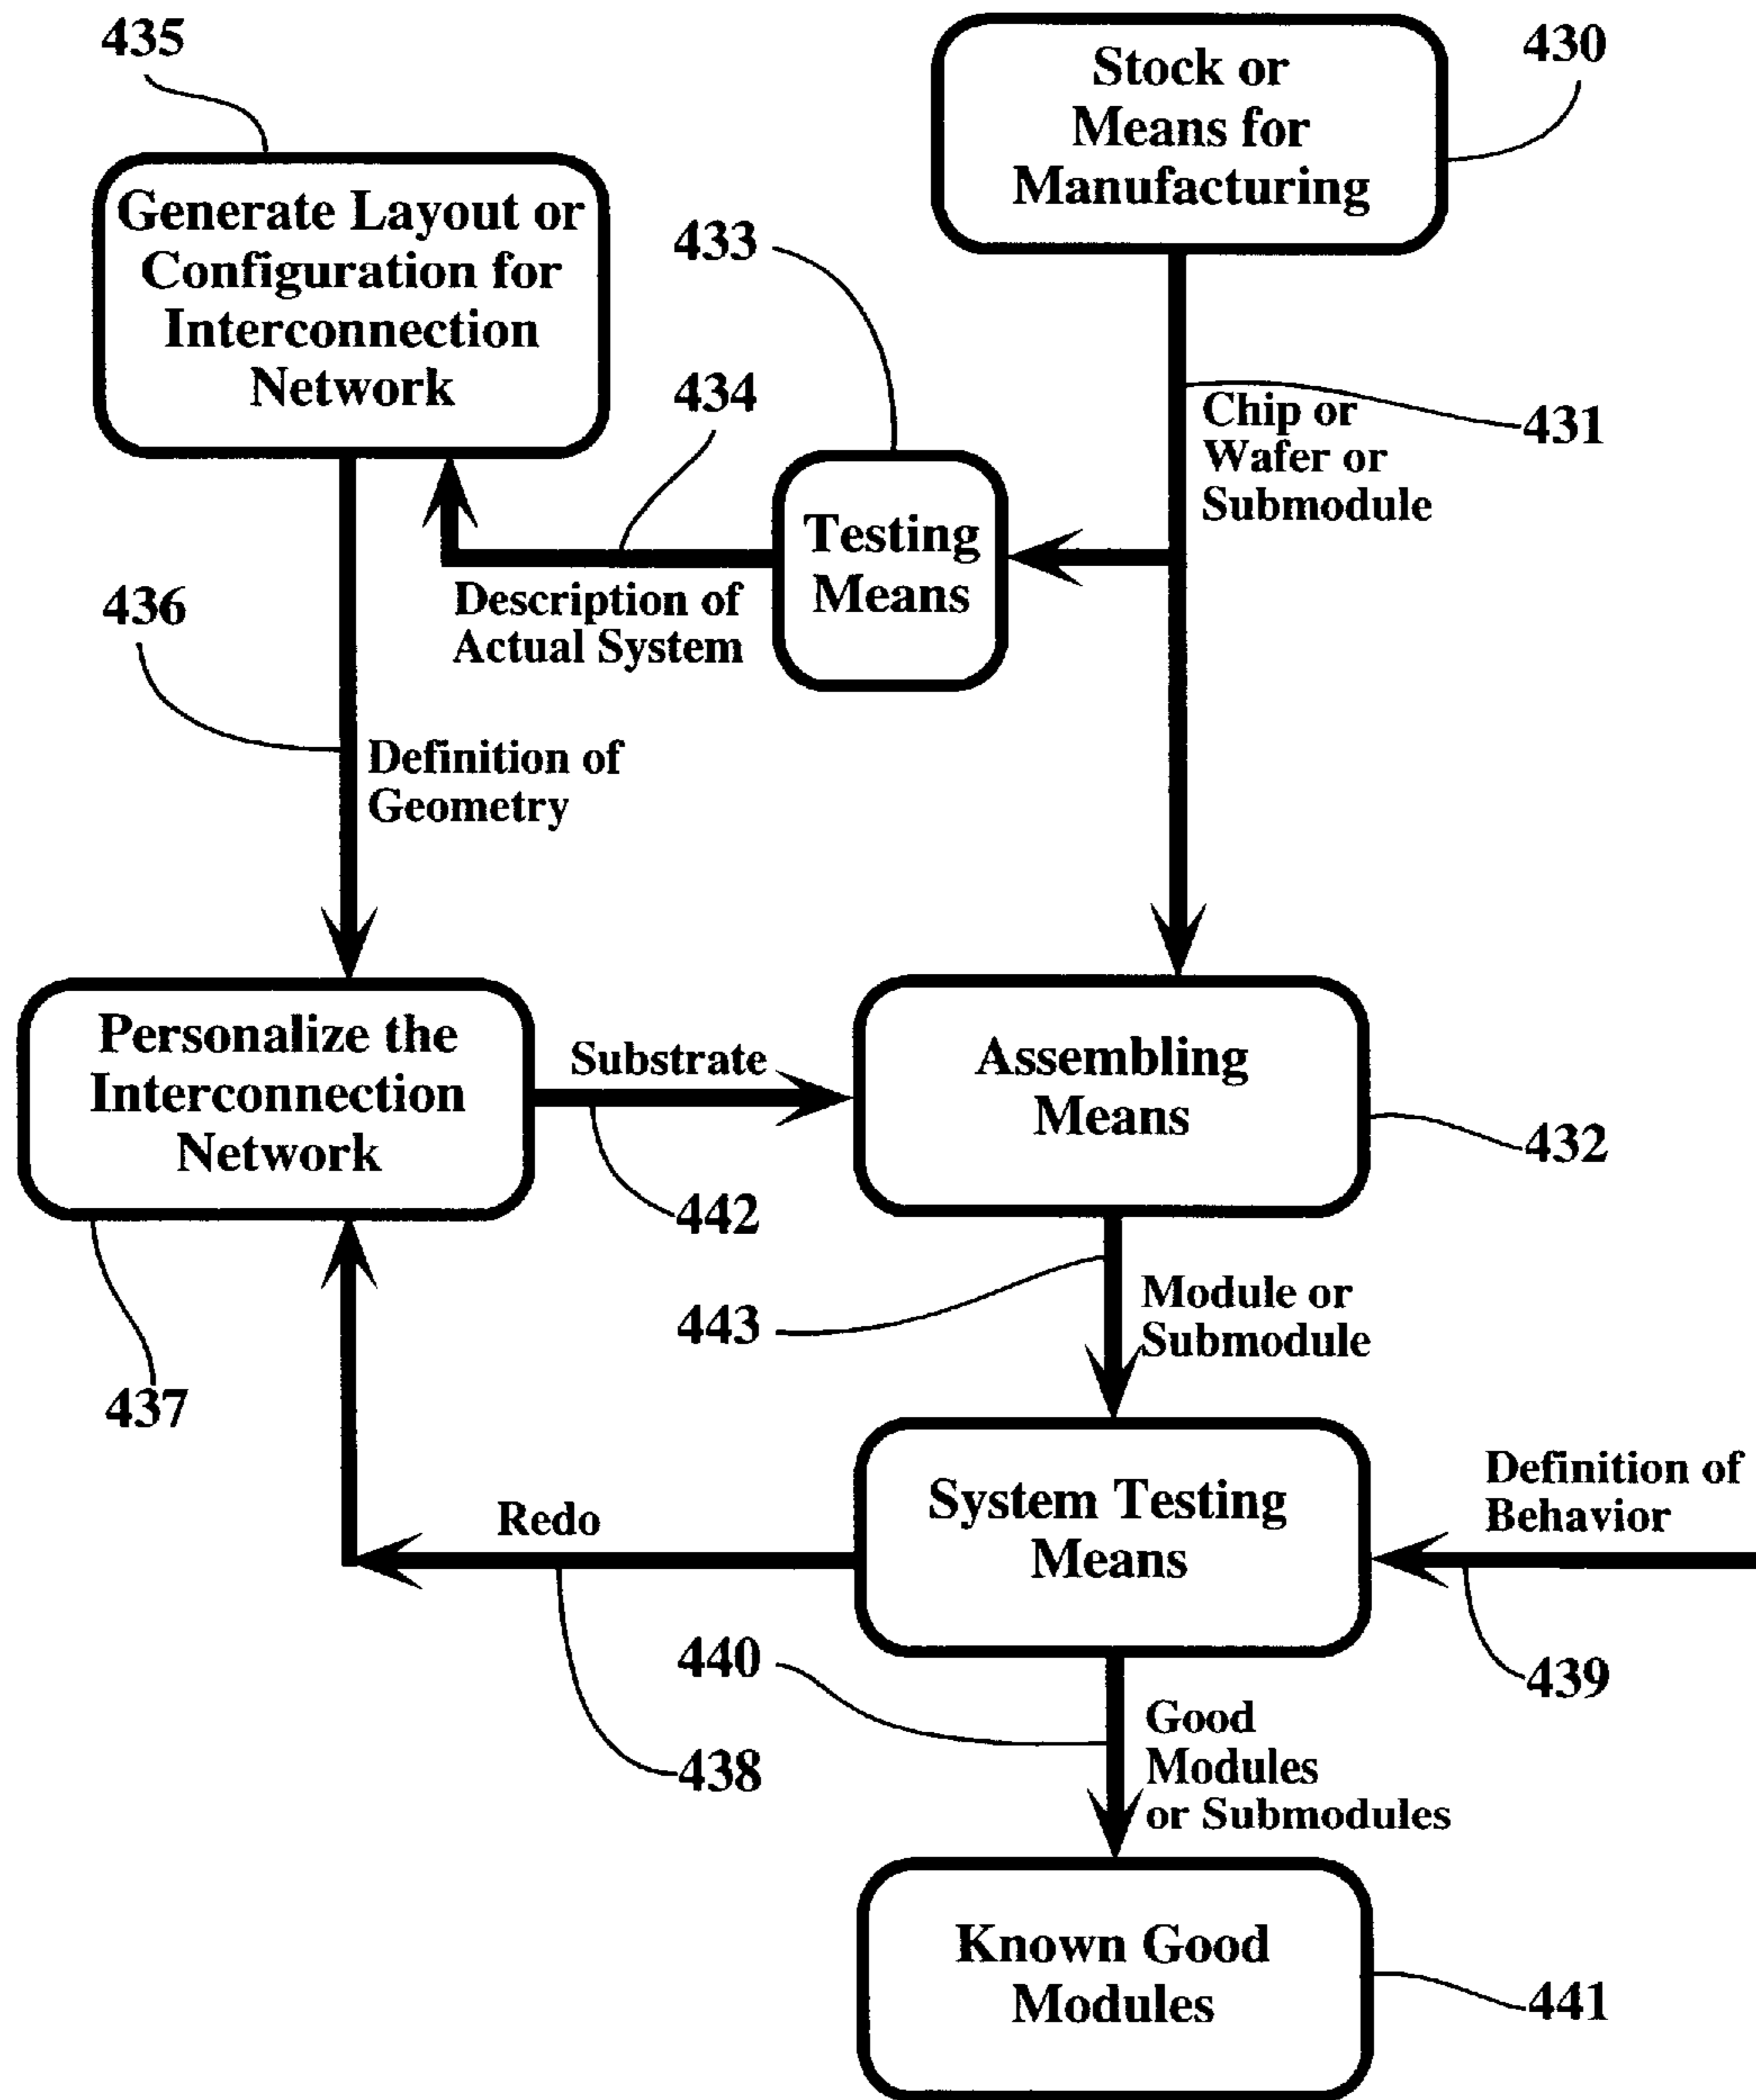 435
Stock or
Means for
Manufacturing
430
Generate Layout or
Configuration for
Interconnection
Network
433
434
Chip or
Wafer or
Submodule
431
Testing
Means
Description of
Actual System
436
Definition of
Geometry
Personalize the
Interconnection
Network
Substrate
Assembling
Means
432
442
443
Module or
Submodule
437
System Testing
Means
Definition of
Behavior
Redo
440
439
Good
Modules
or Submodules
438
Known Good
Modules
441